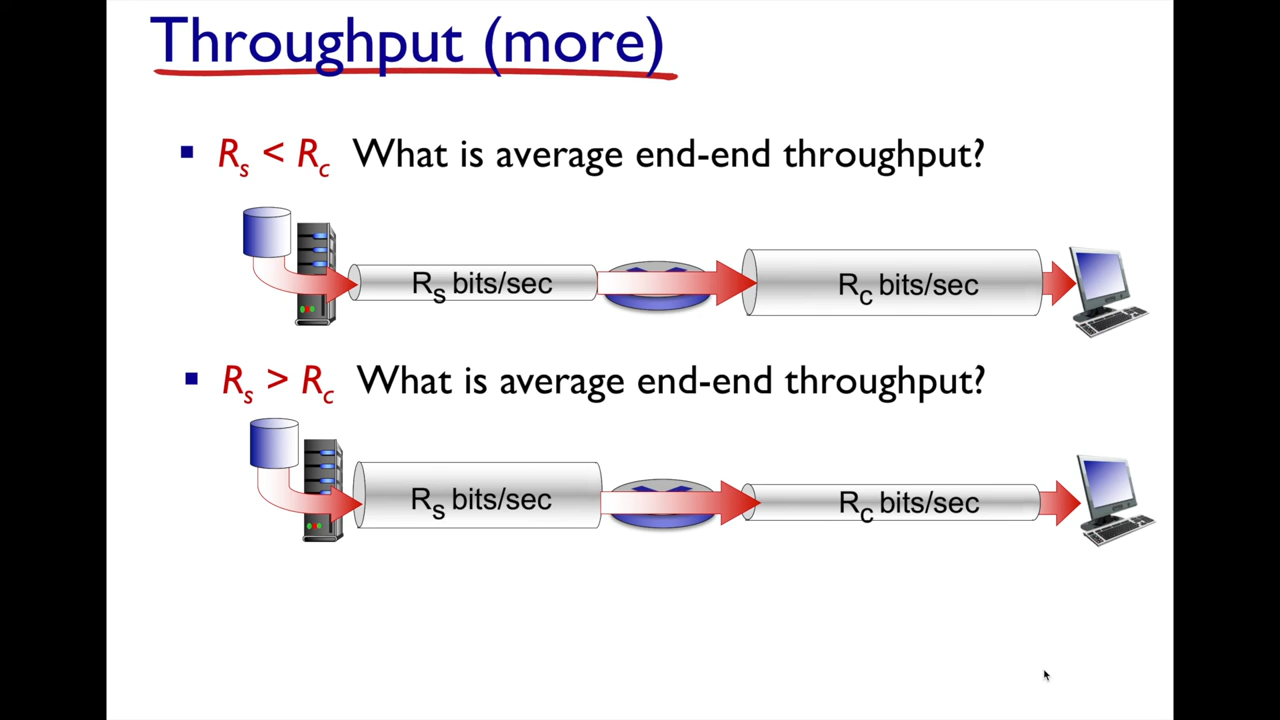 Throughput (more)
▪ Rs < Rc What is average end-end throughput?
Rs bits/sec
Rc bits/sec
▪ Rs > Rc What is average end-end throughput?
Rs bits/sec
Rc bits/sec